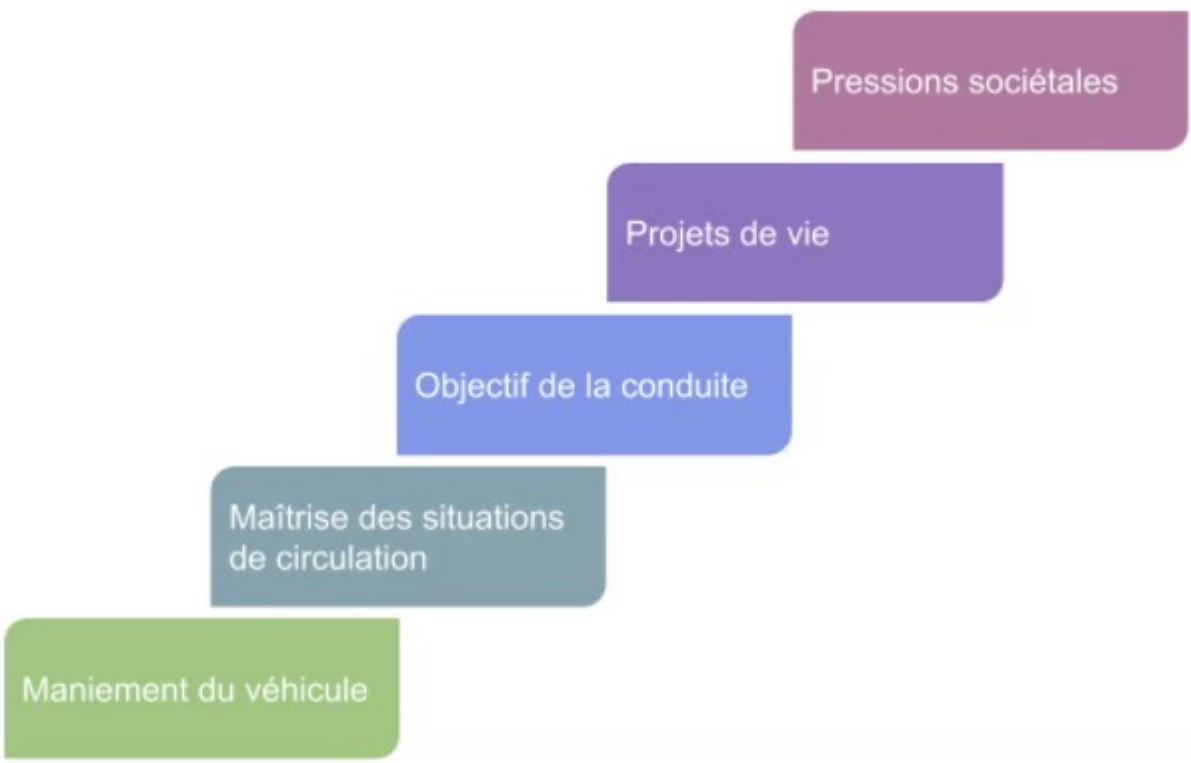 Pressions sociétales
Projets de vie
Objectif de la conduite
Maîtrise des situations
de circulation
Maniement du véhicule